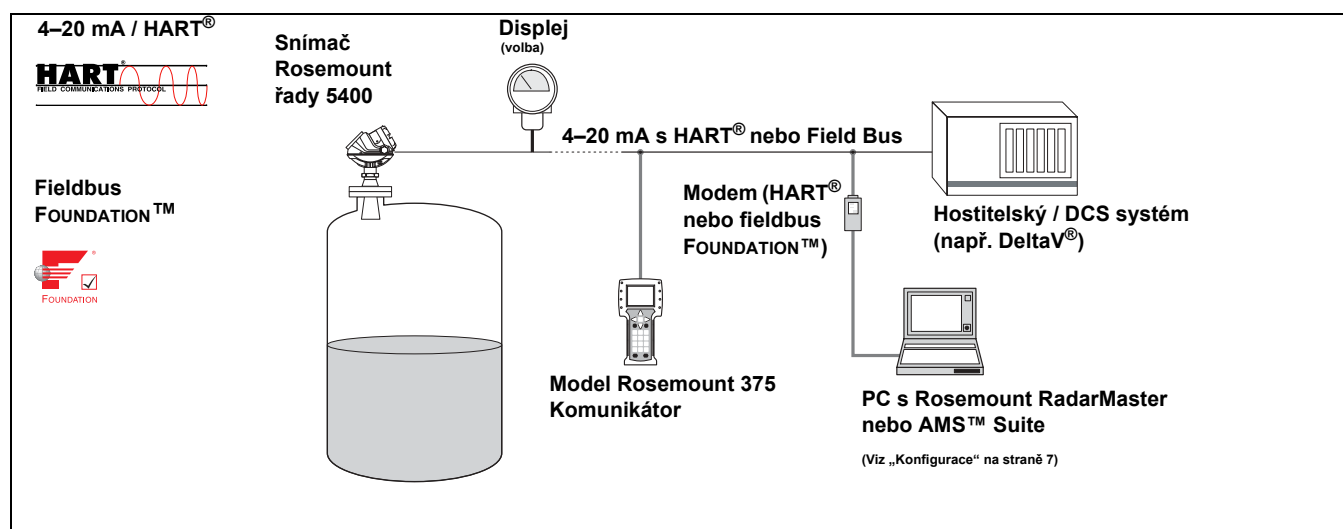 4–20 mA / HART®
HART®
FIELD COMMUNICATIONS PROTOCOL
Fieldbus
FOUNDATION™
®
FOUNDATION
Snímač
Rosemount
řady 5400
Displej
(volba)
4–20 mA s HART® nebo Field Bus
Modem (HART®
nebo fieldbus
FOUNDATION™)
Hostitelský / DCS systém
(např. DeltaV®)
Model Rosemount 375
Komunikátor
PC s Rosemount RadarMaster
nebo AMS™ Suite
(Viz „Konfigurace“ na straně 7)